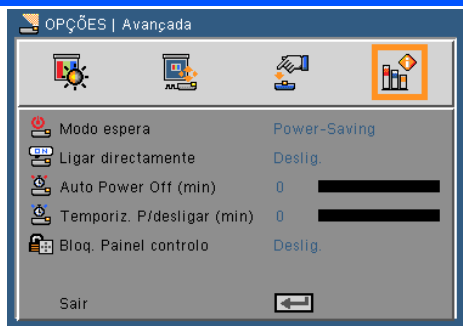 OPÇÕES | Avançada
Modo espera Power-Saving
Ligar directamente Deslig.
Auto Power Off (min) 0
Temporiz. P/desligar (min) 0
Bloq. Painel controlo Deslig.
Sair